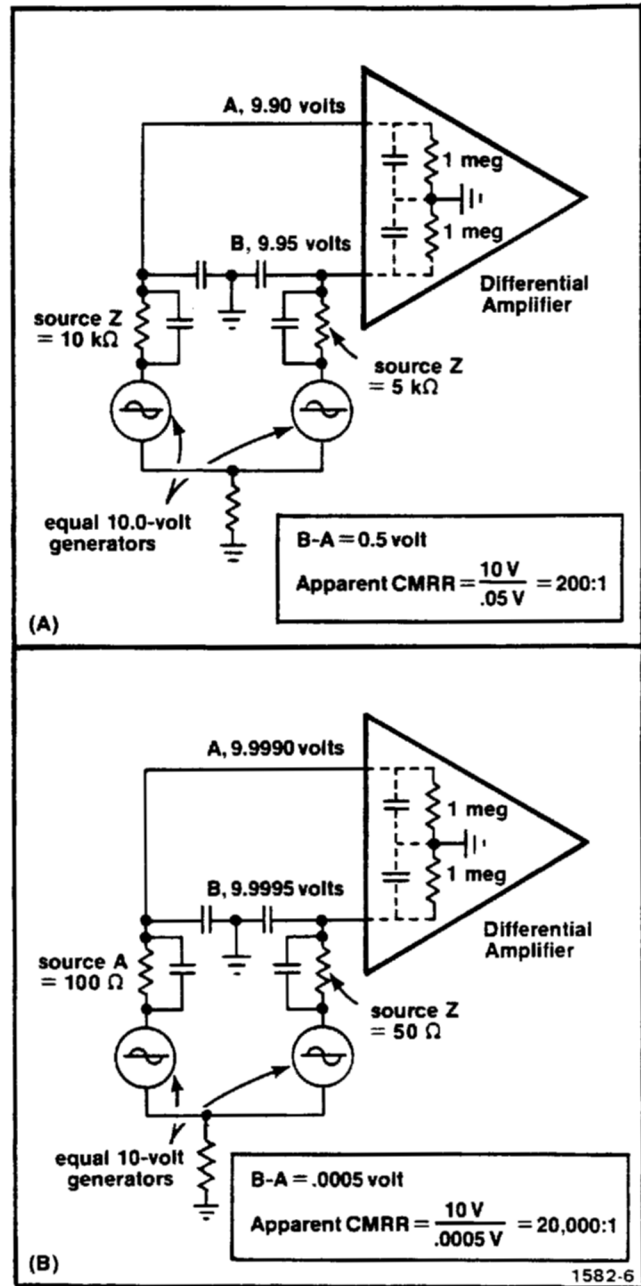 A, 9.90 volts
1 meg
1 meg
B, 9.95 volts
Differential
Amplifier
source Z
= 10 kΩ
source Z
= 5 kΩ
equal 10.0-volt
generators
B-A = 0.5 volt
Apparent CMRR = 10 V / .05 V = 200:1
(A)
A, 9.9990 volts
1 meg
1 meg
B, 9.9995 volts
Differential
Amplifier
source A
= 100 Ω
source Z
= 50 Ω
equal 10-volt
generators
B-A = .0005 volt
Apparent CMRR = 10 V / .0005 V = 20,000:1
(B)
1582-6